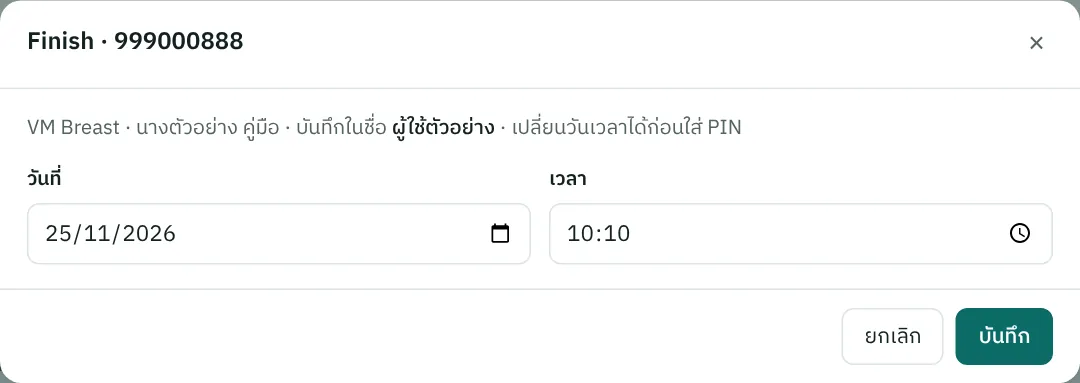 Finish · 999000888
VM Breast · นางตัวอย่าง คู่มือ · บันทึกในชื่อ ผู้ใช้ตัวอย่าง · เปลี่ยนวันเวลาได้ก่อนใส่ PIN
วันที่ เวลา
25/11/2026 10:10
ยกเลิก บันทึก